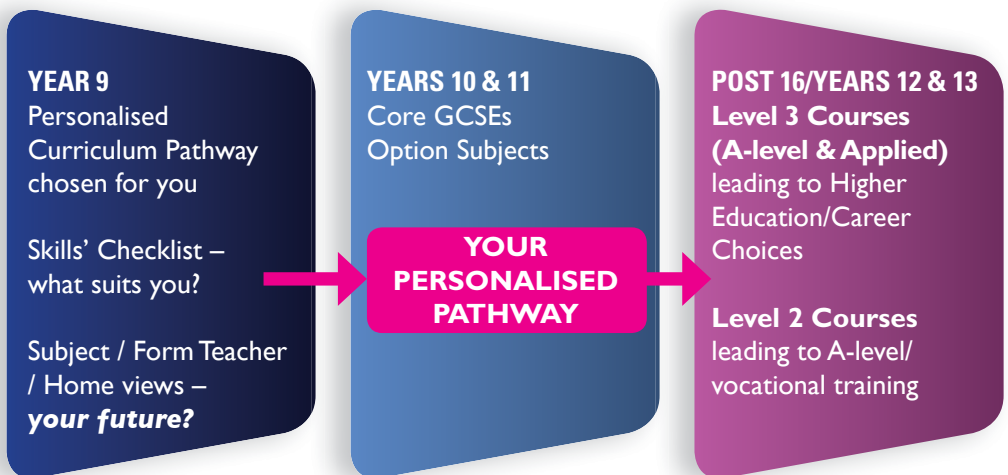 YEAR 9
Personalised
Curriculum Pathway
chosen for you
Skills’ Checklist –
what suits you?
Subject / Form Teacher
/ Home views –
your future?
YEARS 10 & 11
Core GCSEs
Option Subjects
YOUR
PERSONALISED
PATHWAY
POST 16/YEARS 12 & 13
Level 3 Courses
(A-level & Applied)
leading to Higher
Education/Career
Choices
Level 2 Courses
leading to A-level/
vocational training